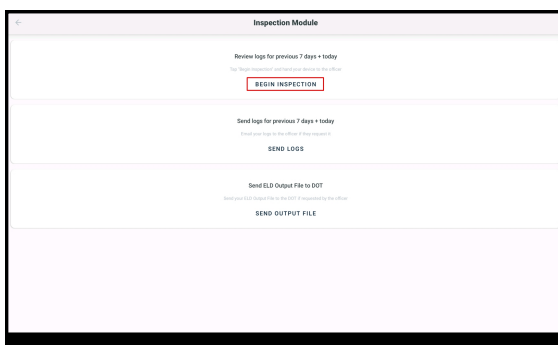 Inspection Module
Review logs for previous 7 days + today
Tap 'Begin Inspection' and hand your device to the officer
BEGIN INSPECTION
Send logs for previous 7 days + today
Email your logs to the officer if they request it
SEND LOGS
Send ELD Output File to DOT
Send your ELD Output File to the DOT if requested by the officer
SEND OUTPUT FILE